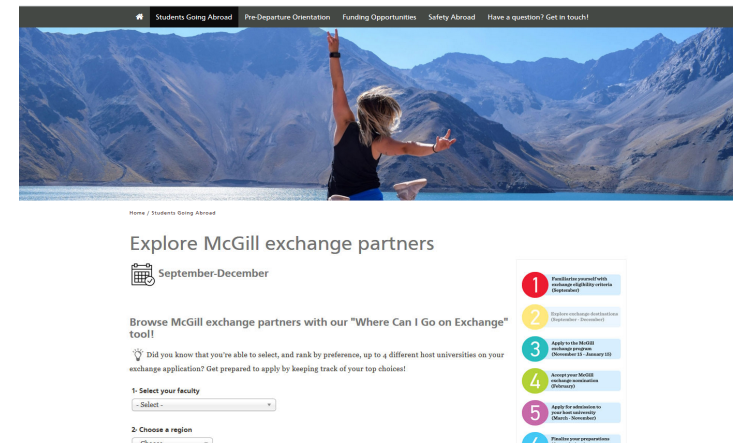 Students Going Abroad Pre-Departure Orientation Funding Opportunities Safety Abroad Have a question? Get in touch!
Home / Students Going Abroad
Explore McGill exchange partners
September-December
Browse McGill exchange partners with our "Where Can I Go on Exchange"
tool!
Did you know that you're able to select, and rank by preference, up to 4 different host universities on your
exchange application? Get prepared to apply by keeping track of your top choices!
1- Select your faculty
- Select -
2- Choose a region
- Choose -
1
Familiarize yourself with
exchange eligibility criteria
(September)
2
Explore exchange destinations
(September - December)
3
Apply to the McGill
exchange program
(November 15 - January 15)
4
Accept your McGill
exchange nomination
(February)
5
Apply for admission to
your host university
(March - November)
Finalize your preparations